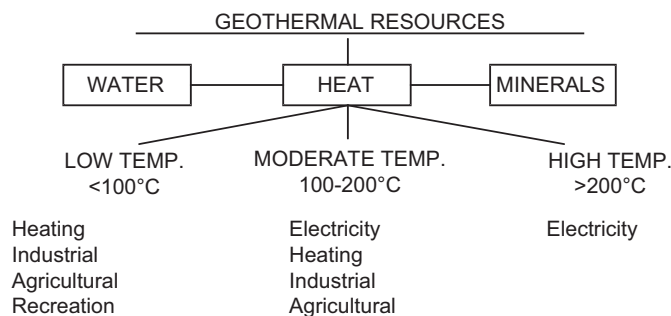 GEOTHERMAL RESOURCES
WATER
HEAT
MINERALS
LOW TEMP.
<100°C
MODERATE TEMP.
100-200°C
HIGH TEMP.
>200°C
Heating
Industrial
Agricultural
Recreation
Electricity
Heating
Industrial
Agricultural
Electricity